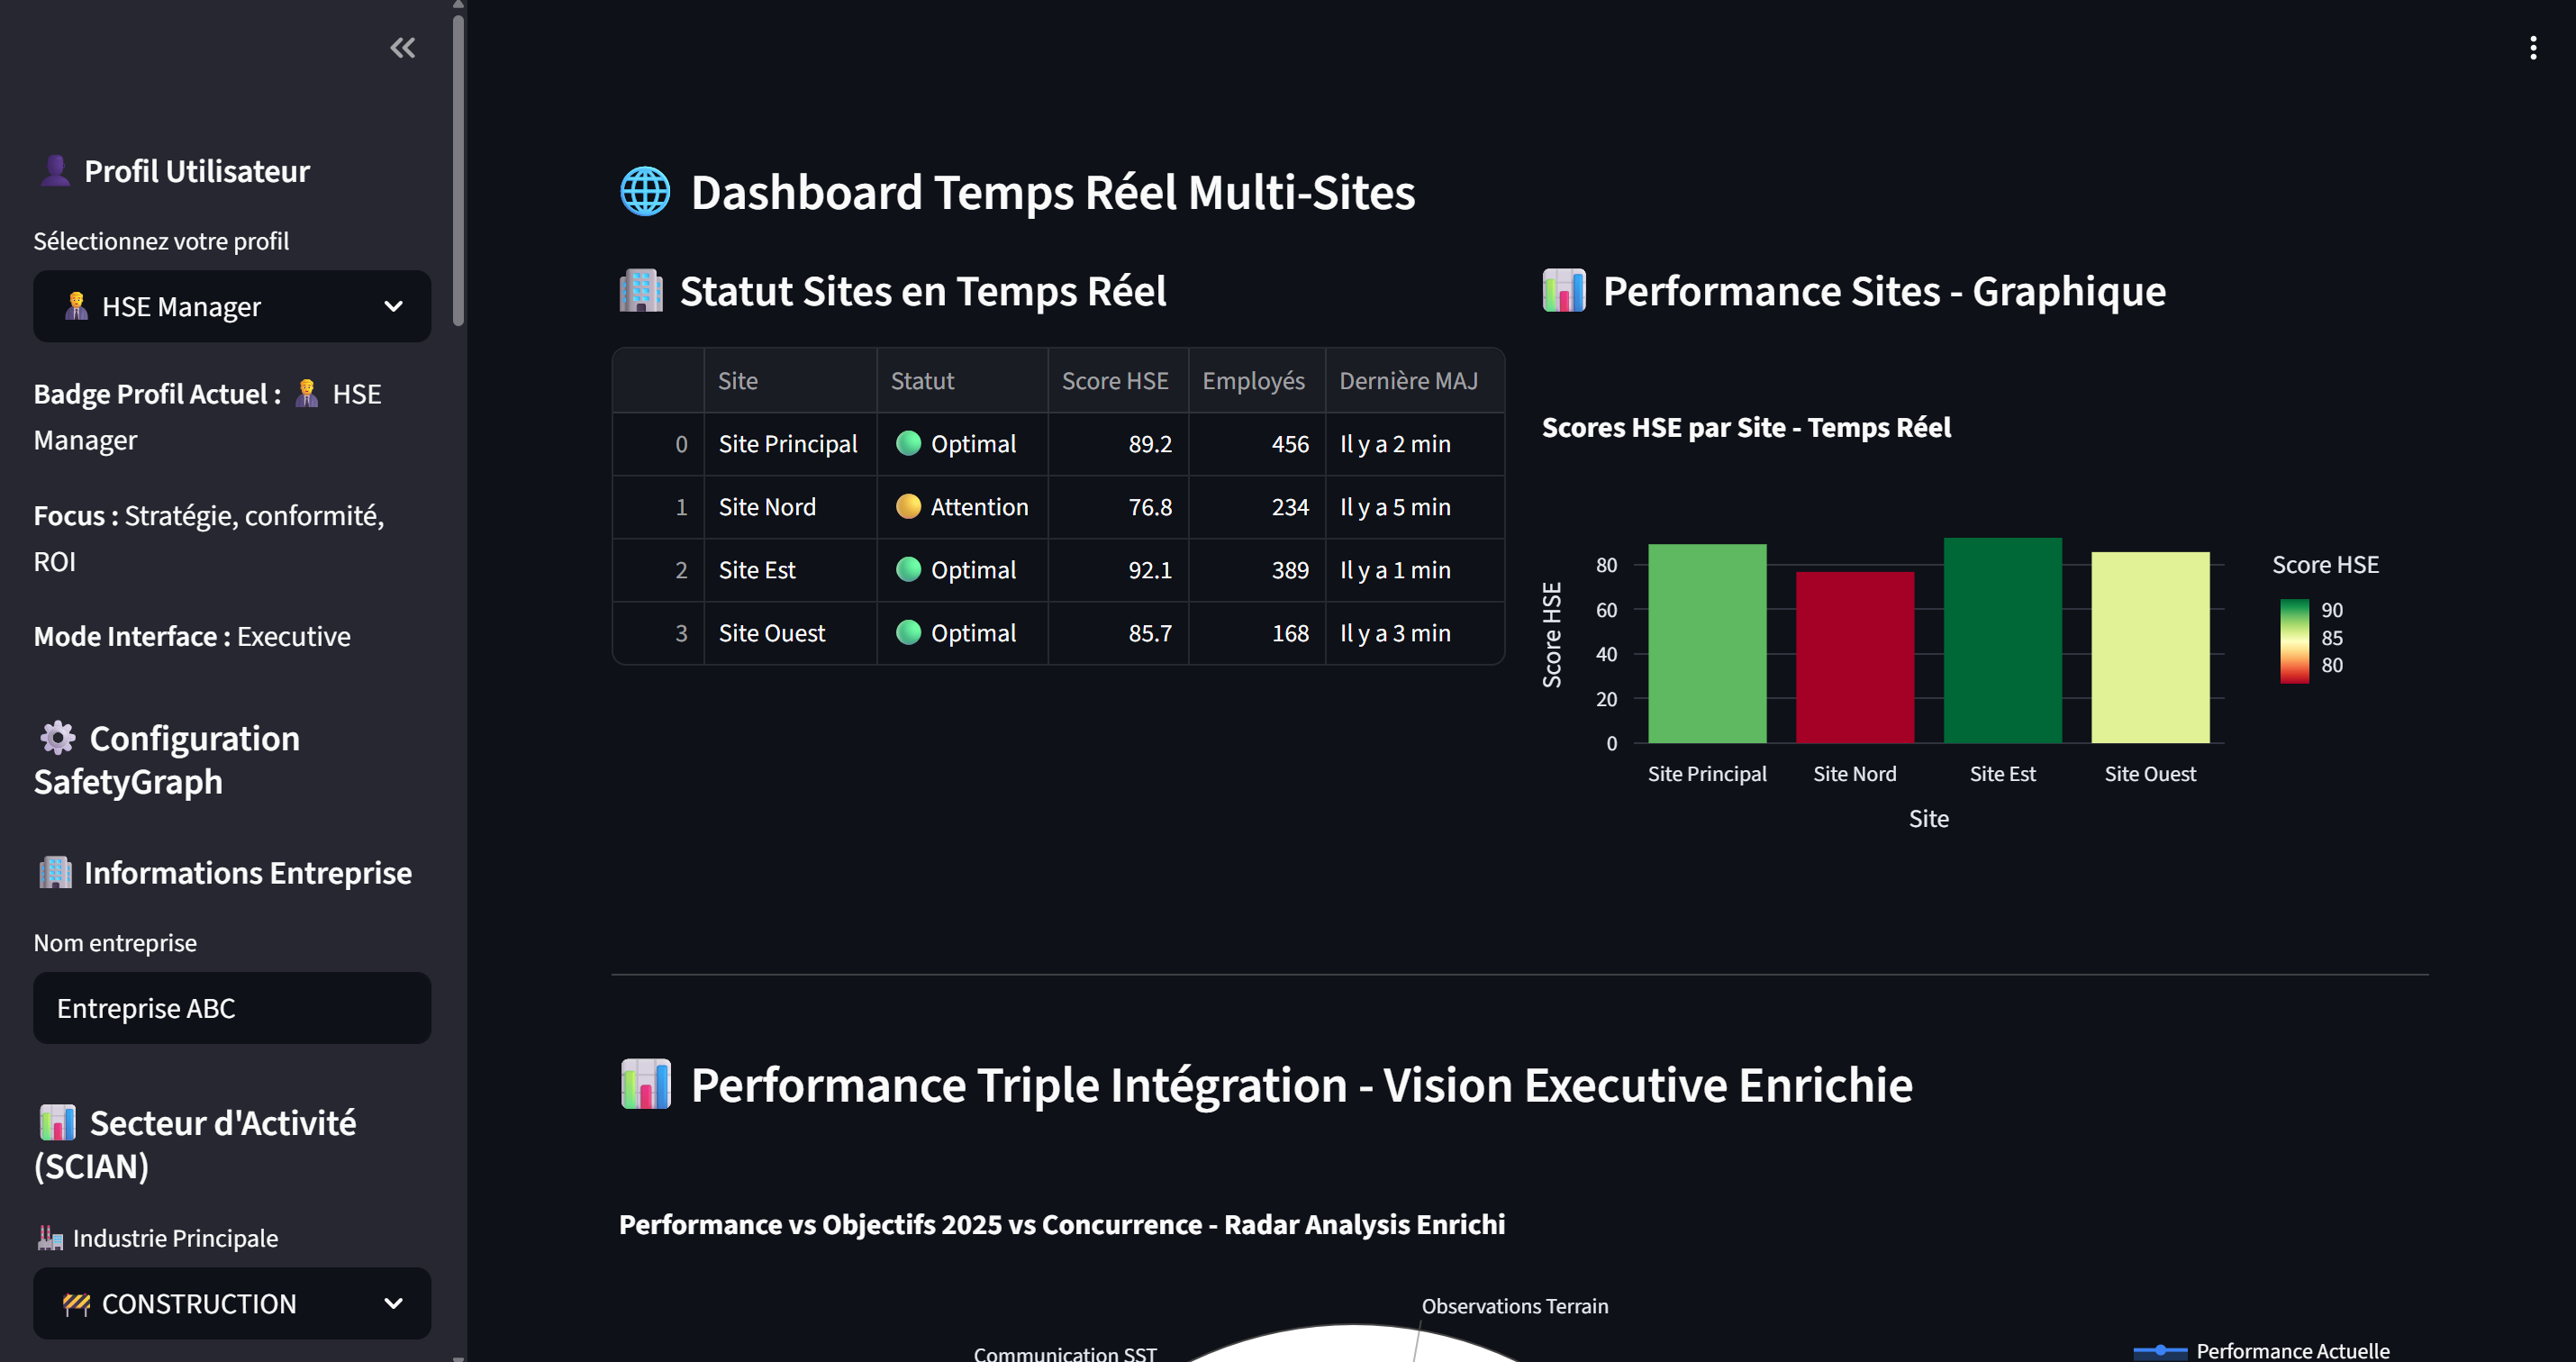 Profil Utilisateur
Sélectionnez votre profil
HSE Manager
Badge Profil Actuel : HSE
Manager
Focus : Stratégie, conformité,
ROI
Mode Interface : Executive
Configuration
SafetyGraph
Informations Entreprise
Nom entreprise
Entreprise ABC
Secteur d'Activité
(SCIAN)
Industrie Principale
CONSTRUCTION
Dashboard Temps Réel Multi-Sites
Statut Sites en Temps Réel
Site Statut Score HSE Employés Dernière MAJ
0 Site Principal Optimal 89.2 456 Il y a 2 min
1 Site Nord Attention 76.8 234 Il y a 5 min
2 Site Est Optimal 92.1 389 Il y a 1 min
3 Site Ouest Optimal 85.7 168 Il y a 3 min
Performance Sites - Graphique
Scores HSE par Site - Temps Réel
Score HSE
80
60
40
20
0
Site Principal Site Nord Site Est Site Ouest
Site
Score HSE
90
85
80
Performance Triple Intégration - Vision Executive Enrichie
Performance vs Objectifs 2025 vs Concurrence - Radar Analysis Enrichi
Observations Terrain
Communication SST
Performance Actuelle